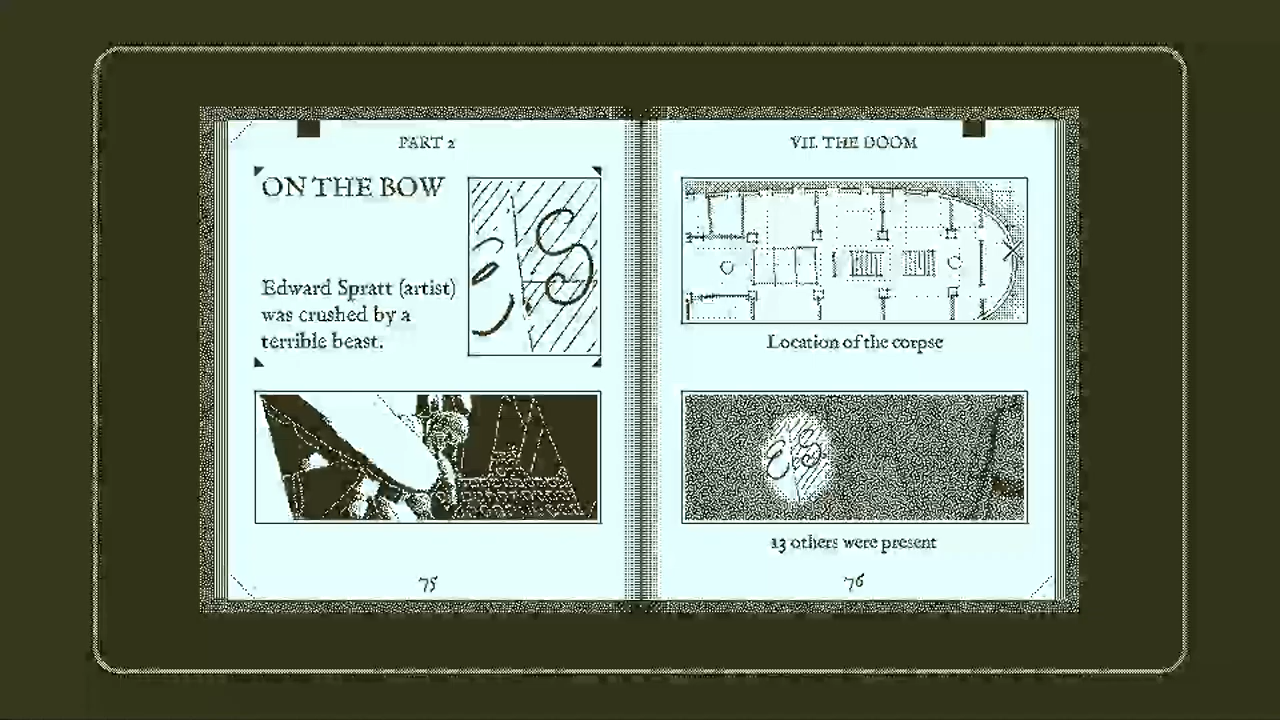 PART 2
ON THE BOW
Edward Spratt (artist)
was crushed by a
terrible beast.
75
VII. THE DOOM
Location of the corpse
13 others were present
76